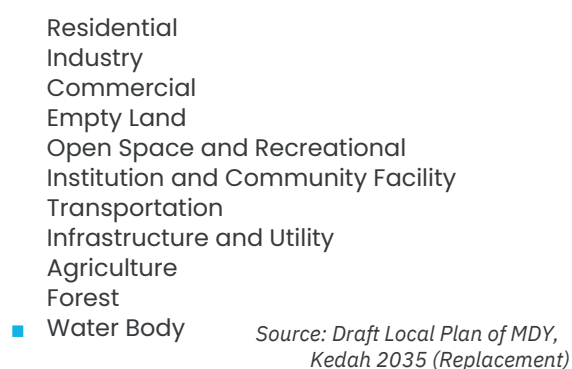 Residential
Industry
Commercial
Empty Land
Open Space and Recreational
Institution and Community Facility
Transportation
Infrastructure and Utility
Agriculture
Forest
Water Body
Source: Draft Local Plan of MDY,
Kedah 2035 (Replacement)